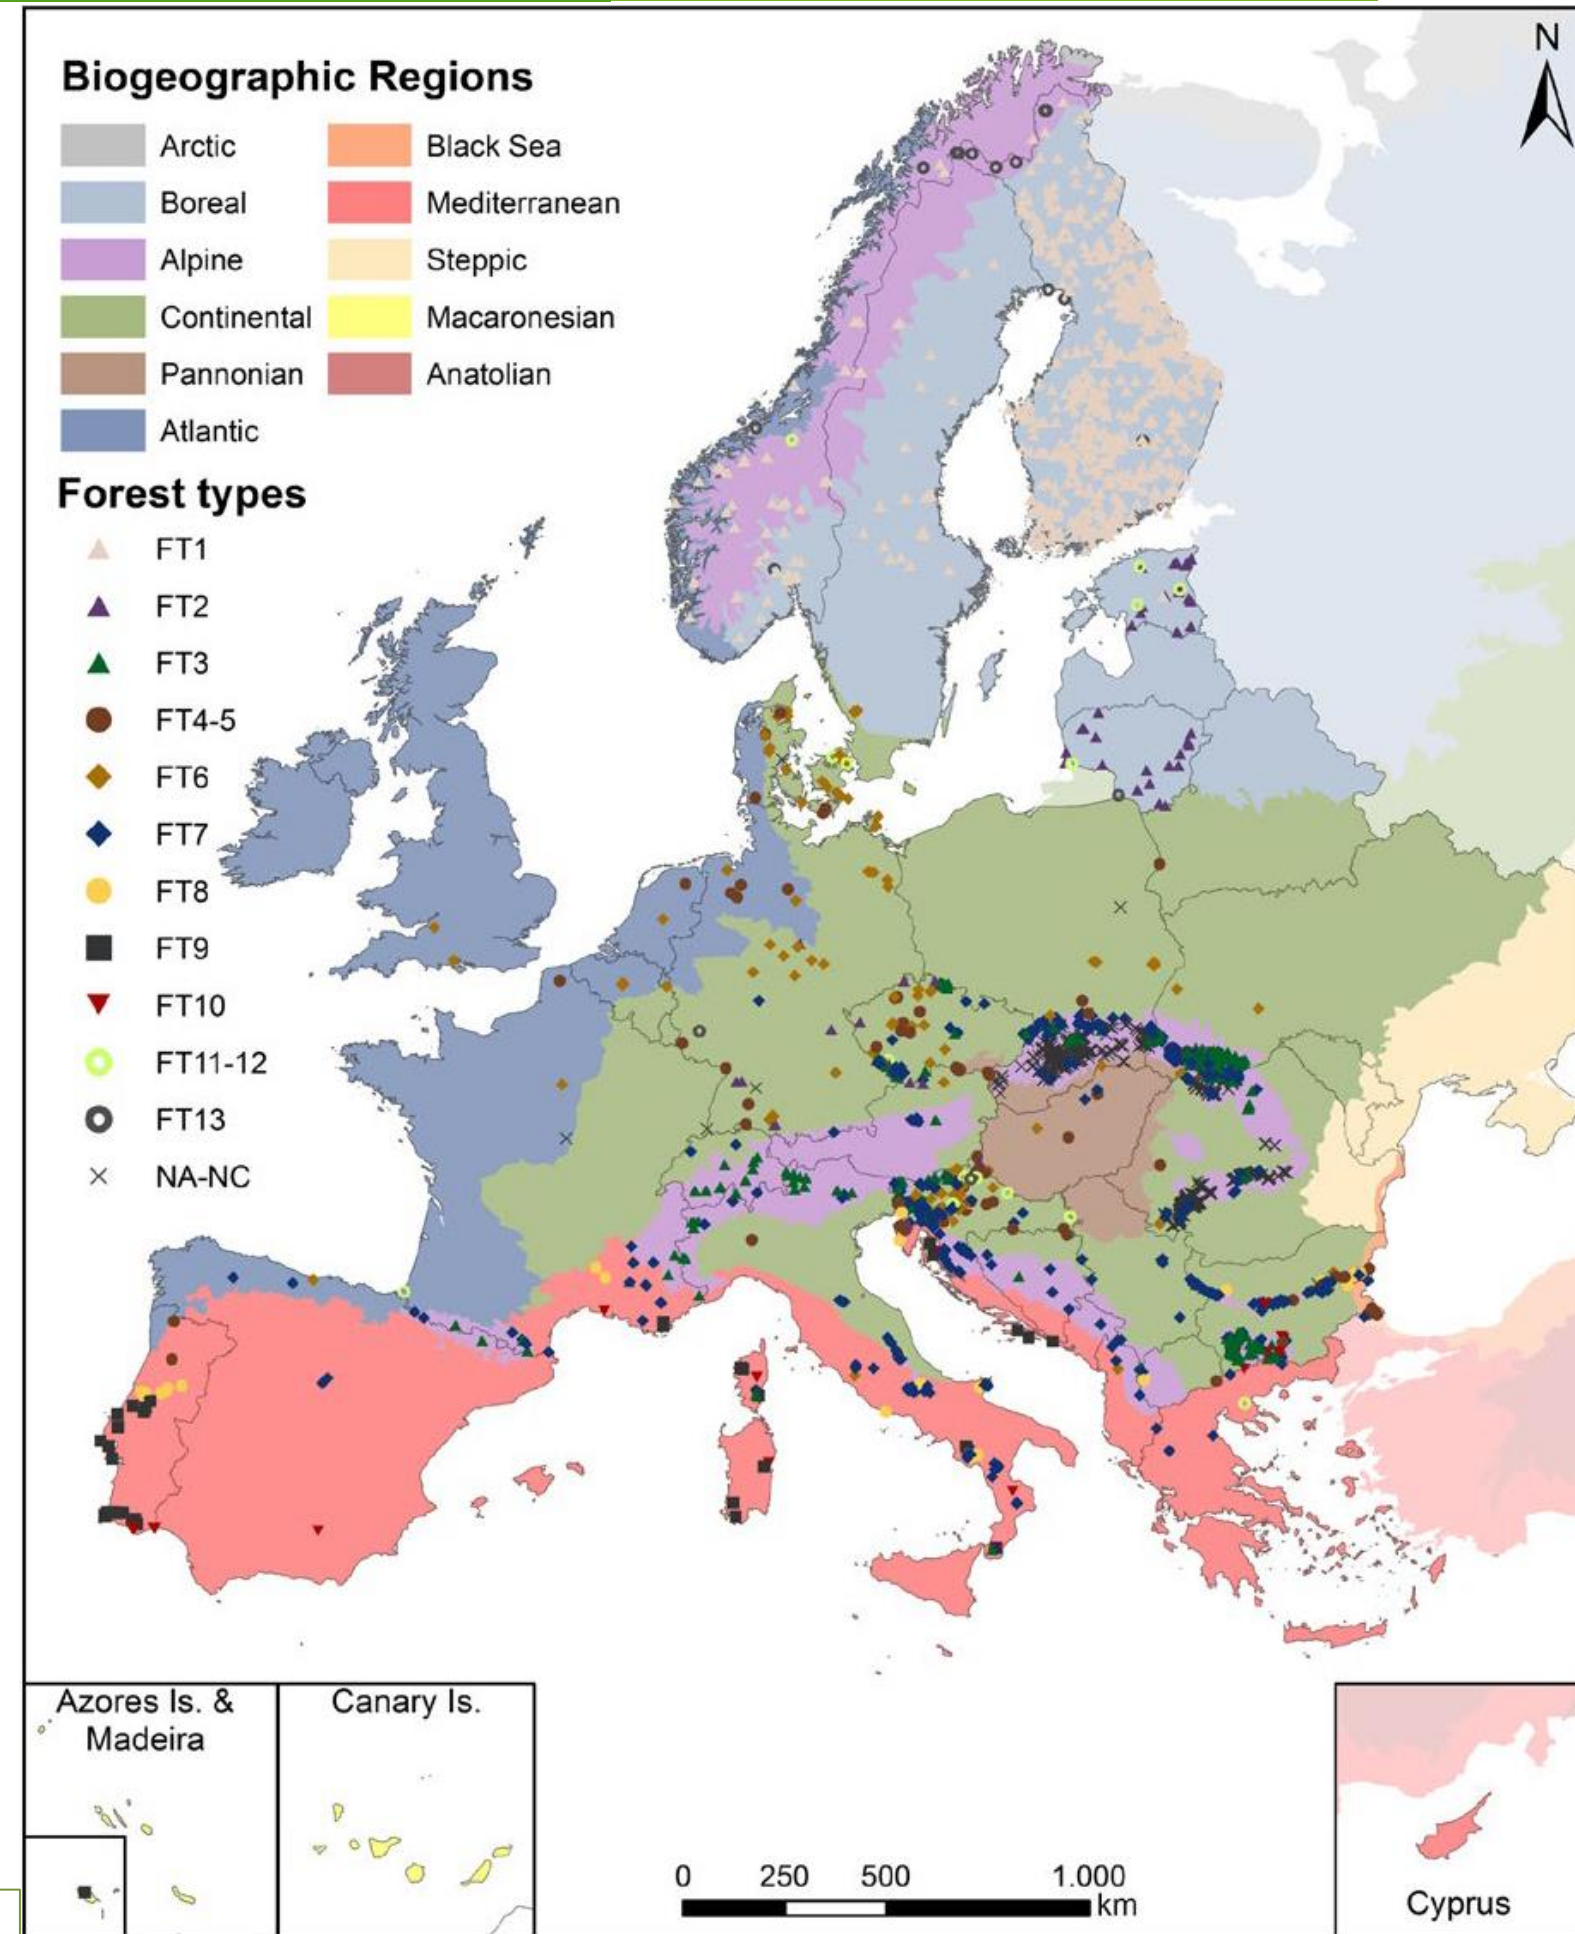 N
Biogeographic Regions
Arctic
Black Sea
Boreal
Mediterranean
Alpine
Steppic
Continental
Macaronesian
Pannonian
Anatolian
Atlantic
Forest types
FT1
FT2
FT3
FT4-5
FT6
FT7
FT8
FT9
FT10
FT11-12
FT13
NA-NC
Azores Is. &
Madeira
Canary Is.
0 250 500 1.000
km
Cyprus